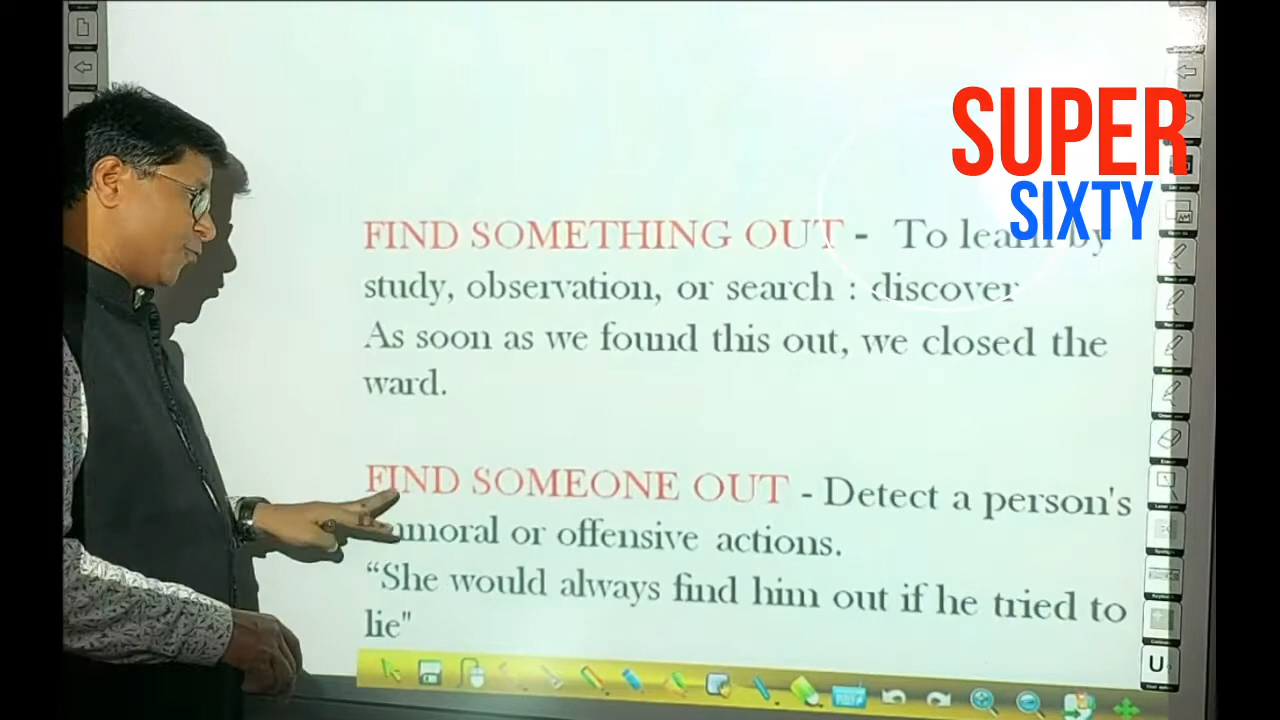 SUPER
SIXTY
FIND SOMETHING OUT - To learn by
study, observation, or search : discover
As soon as we found this out, we closed the
ward.
FIND SOMEONE OUT - Detect a person's
immoral or offensive actions.
“She would always find him out if he tried to
lie"
U